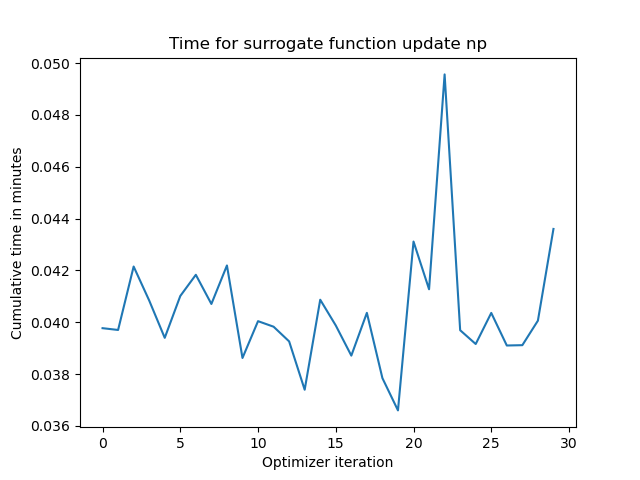 Time for surrogate function update np
Cumulative time in minutes
0.050
0.048
0.046
0.044
0.042
0.040
0.038
0.036
0 5 10 15 20 25 30
Optimizer iteration